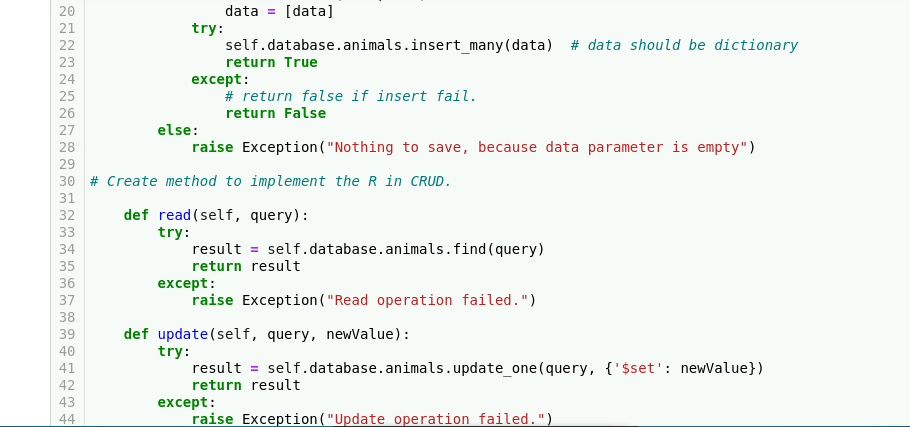 20 data = [data]
21 try:
22 self.database.animals.insert_many(data)  # data should be dictionary
23 return True
24 except:
25 # return false if insert fail.
26 return False
27 else:
28 raise Exception("Nothing to save, because data parameter is empty")
29
30 # Create method to implement the R in CRUD.
31
32 def read(self, query):
33 try:
34 result = self.database.animals.find(query)
35 return result
36 except:
37 raise Exception("Read operation failed.")
38
39 def update(self, query, newValue):
40 try:
41 result = self.database.animals.update_one(query, {'$set': newValue})
42 return result
43 except:
44 raise Exception("Update operation failed.")